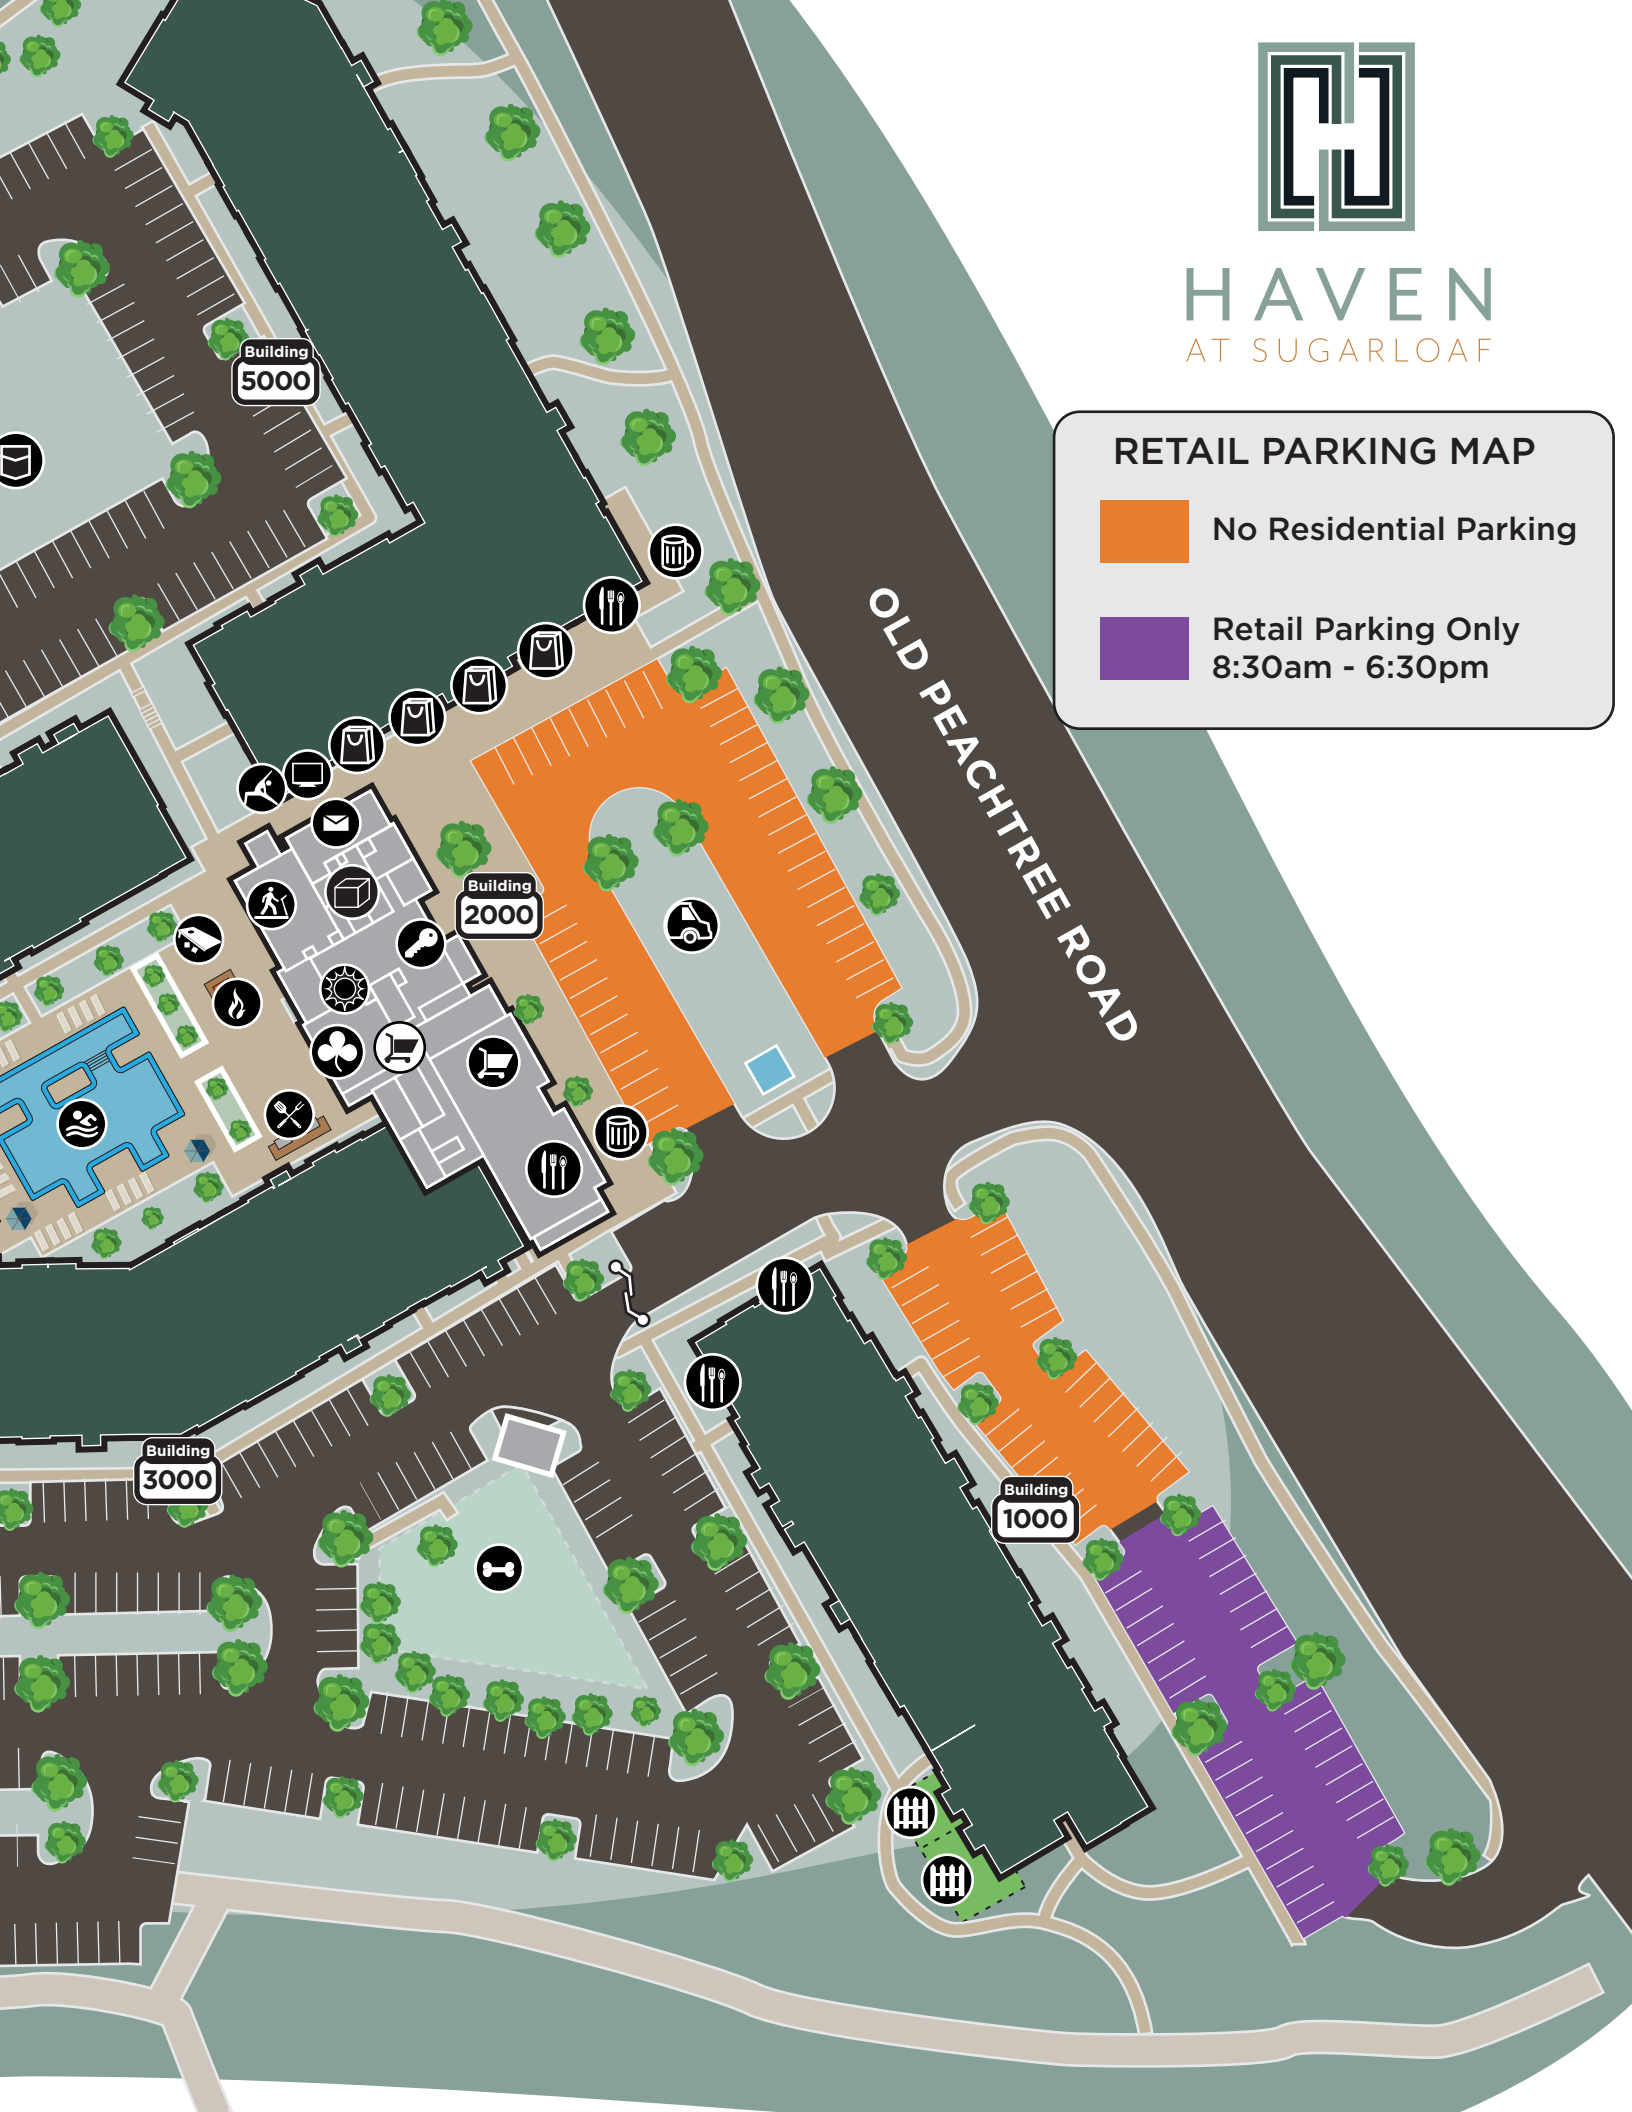 HAVEN
AT SUGARLOAF
RETAIL PARKING MAP
No Residential Parking
Retail Parking Only
8:30am - 6:30pm
Building
5000
OLD PEACHTREE ROAD
Building
2000
Building
3000
Building
1000